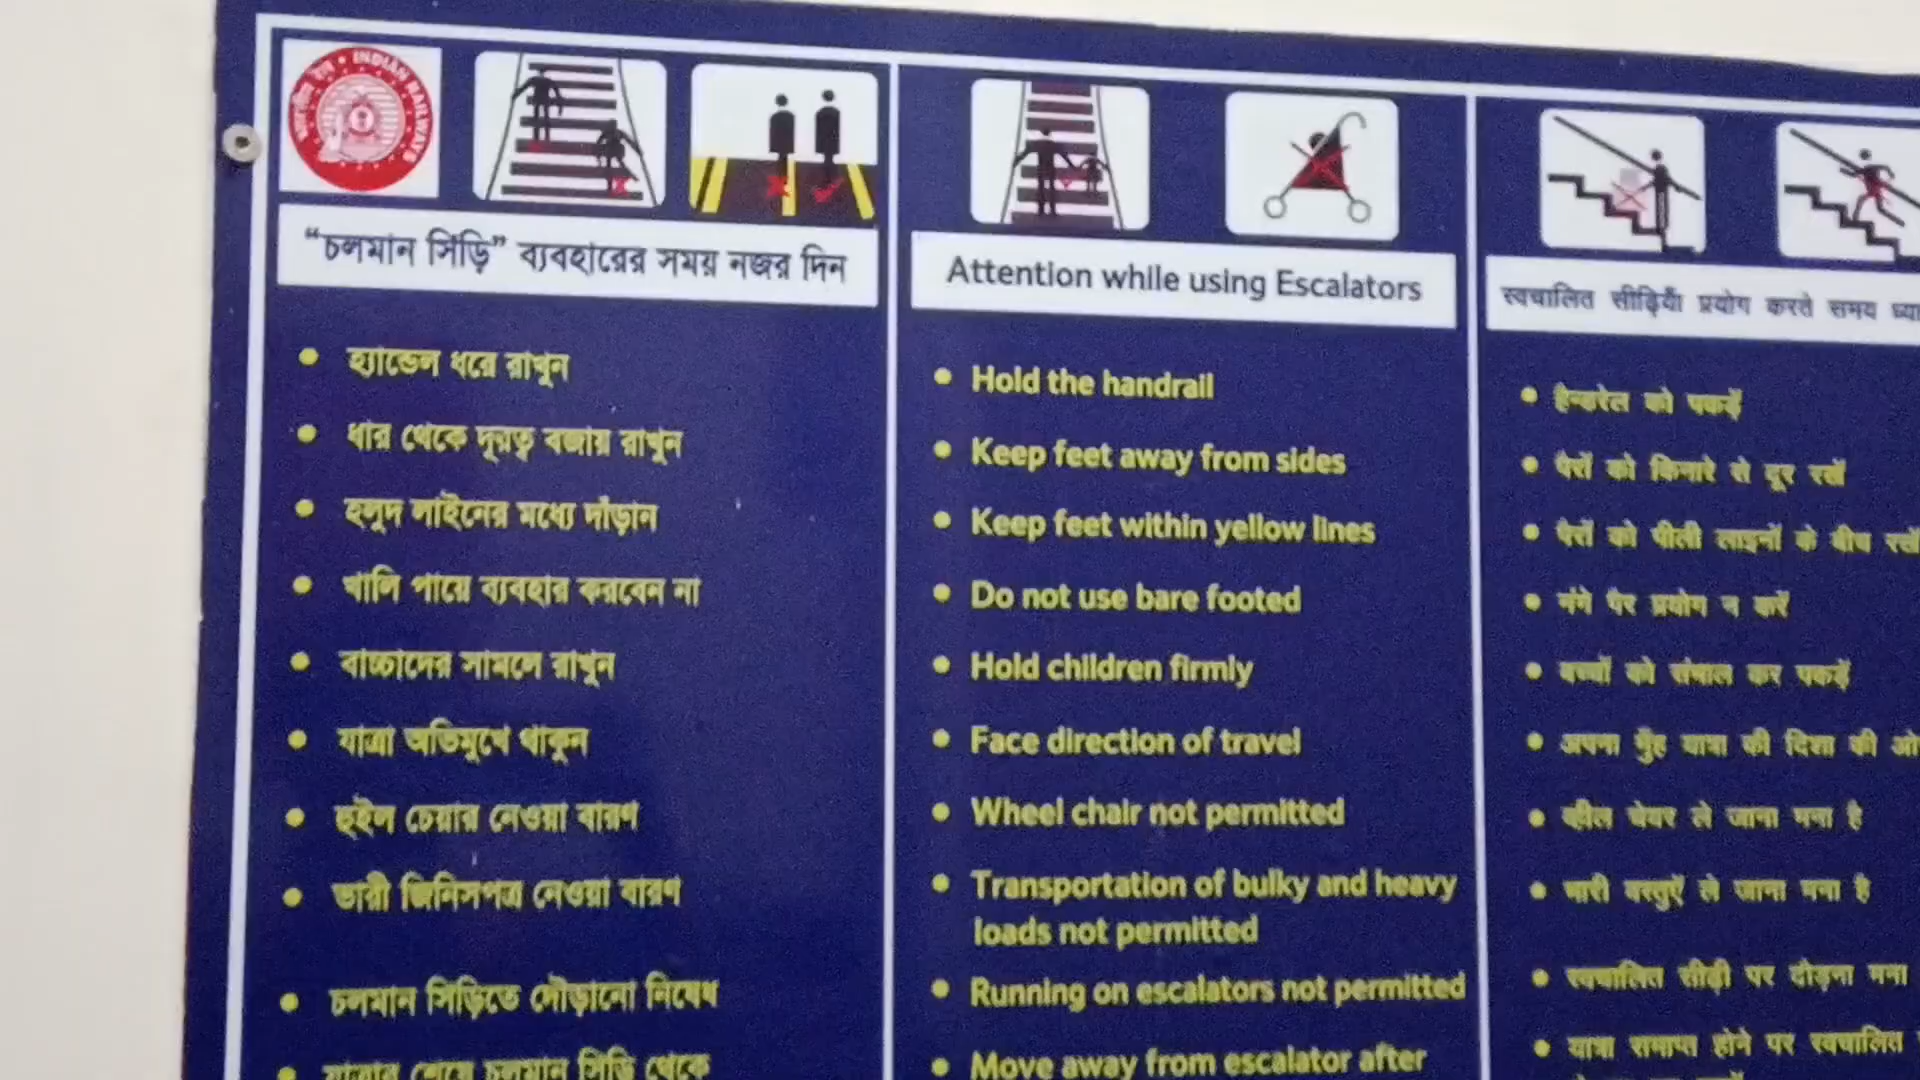 भारतीय रेल • INDIAN RAILWAYS
“চলমান সিঁড়ি” ব্যবহারের সময় নজর দিন
হ্যান্ডেল ধরে রাখুন
ধার থেকে দূরত্ব বজায় রাখুন
হলুদ লাইনের মধ্যে দাঁড়ান
খালি পায়ে ব্যবহার করবেন না
বাচ্চাদের সামলে রাখুন
যাত্রা অভিমুখে থাকুন
হুইল চেয়ার নেওয়া বারণ
ভারী জিনিসপত্র নেওয়া বারণ
চলমান সিঁড়িতে দৌড়ানো নিষেধ
যাত্রার শেষে চলমান সিঁড়ি থেকে
Attention while using Escalators
Hold the handrail
Keep feet away from sides
Keep feet within yellow lines
Do not use bare footed
Hold children firmly
Face direction of travel
Wheel chair not permitted
Transportation of bulky and heavy
loads not permitted
Running on escalators not permitted
Move away from escalator after
स्वचालित सीढ़ियाँ प्रयोग करते समय
हैन्डरेल को पकड़ें
पैरों को किनारे से दूर रखें
पैरों को पीली लाइनों के बीच रखें
नंगे पैर प्रयोग न करें
बच्चों को संभाल कर पकड़ें
अपना मुँह यात्रा की दिशा की
व्हील चेयर ले जाना मना है
भारी वस्तुएँ ले जाना मना है
स्वचालित सीढ़ी पर दौड़ना मना
यात्रा समाप्त होने पर स्वचालित